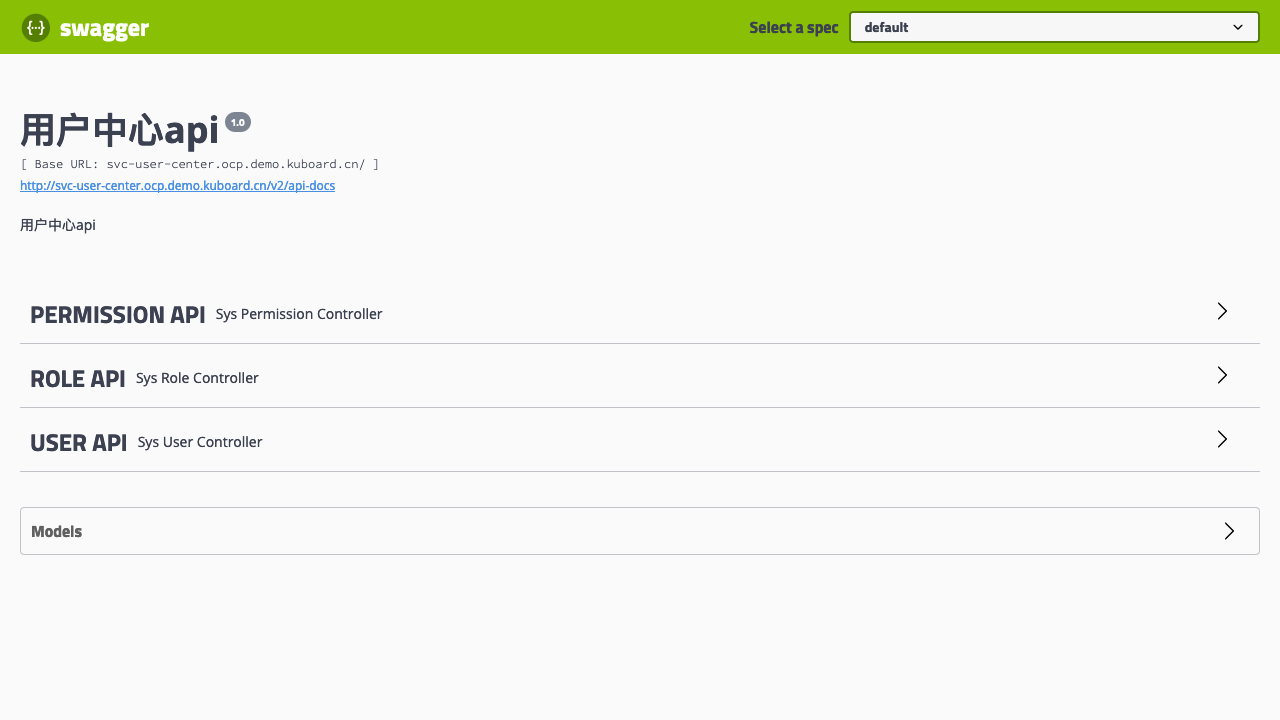 swagger
Select a spec
default
用户中心api 1.0
[ Base URL: svc-user-center.ocp.demo.kuboard.cn/ ]
http://svc-user-center.ocp.demo.kuboard.cn/v2/api-docs
用户中心api
PERMISSION API Sys Permission Controller
ROLE API Sys Role Controller
USER API Sys User Controller
Models